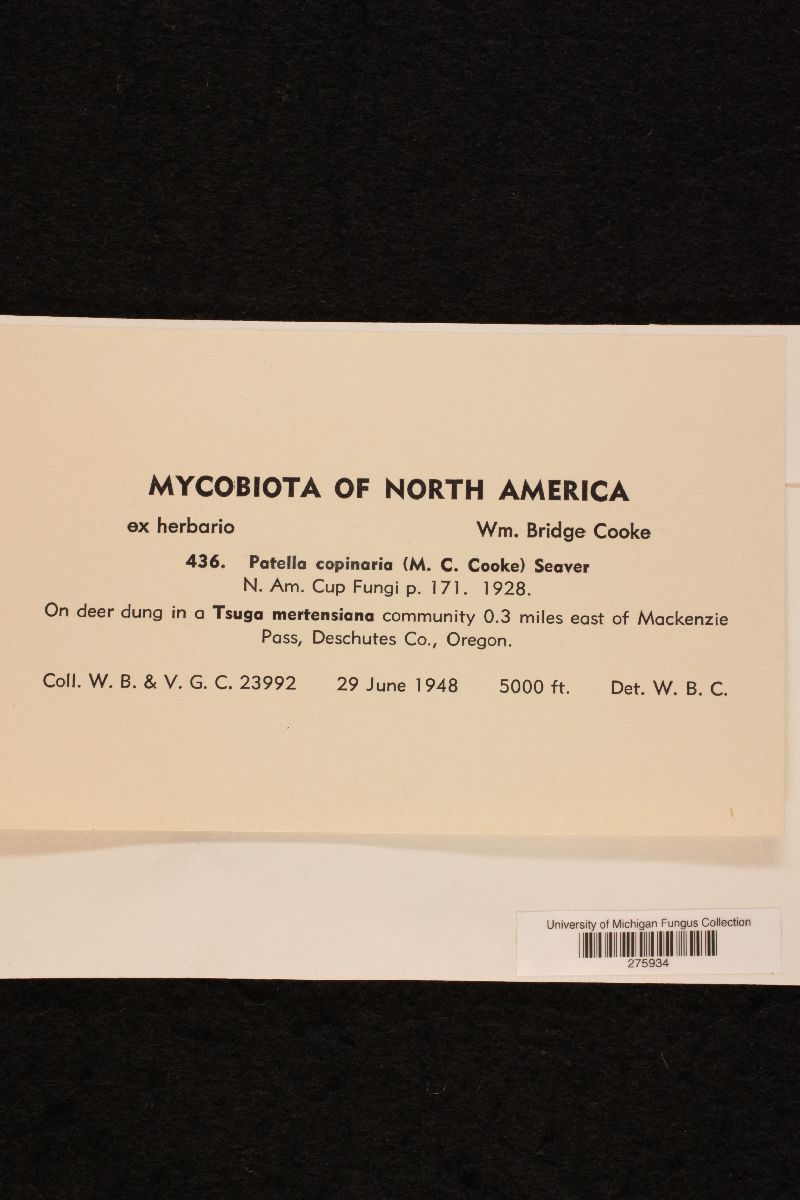 MYCOBIOTA OF NORTH AMERICA
ex herbario Wm. Bridge Cooke
436. Patella copinaria (M. C. Cooke) Seaver
N. Am. Cup Fungi p. 171. 1928.
On deer dung in a Tsuga mertensiana community 0.3 miles east of Mackenzie
Pass, Deschutes Co., Oregon.
Coll. W. B. & V. G. C. 23992 29 June 1948 5000 ft. Det. W. B. C.
University of Michigan Fungus Collection
275934